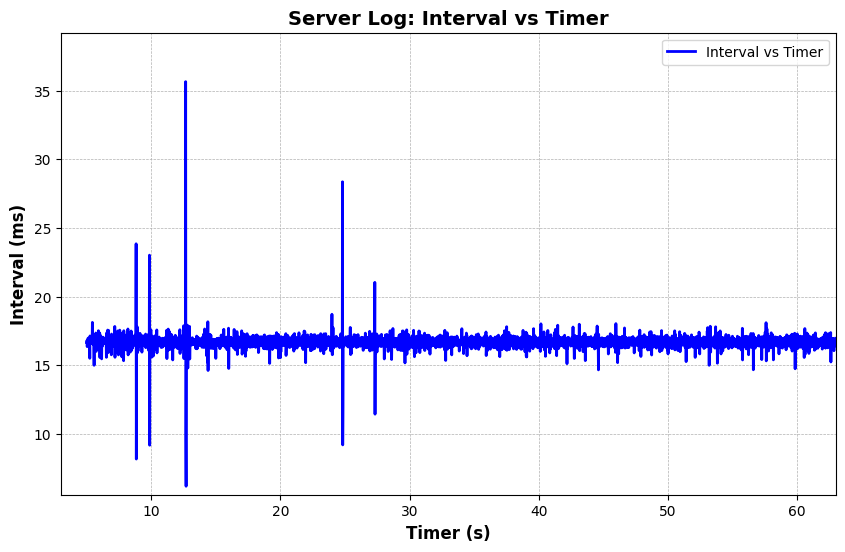 Server Log: Interval vs Timer
Interval vs Timer
35
30
25
20
15
10
Interval (ms)
10 20 30 40 50 60
Timer (s)